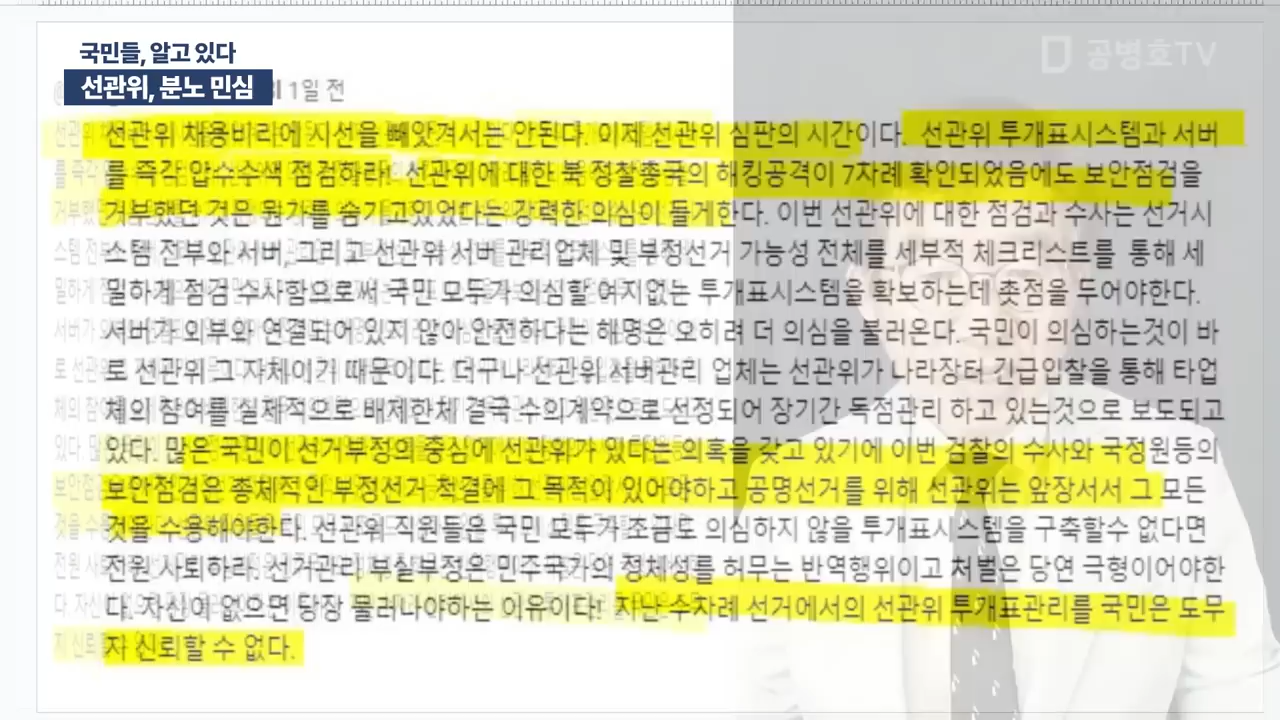 국민들, 알고 있다
선관위, 분노 민심
공병호TV
1일 전
선관위 채용비리에 시선을 빼앗겨서는 안된다. 이제 선관위 심판의 시간이다. 선관위 투개표시스템과 서버
를 즉각 압수수색 점검하라! 선관위에 대한 북 정찰총국의 해킹공격이 7차례 확인되었음에도 보안점검을
거부했던 것은 뭔가를 숨기고있었다는 강력한 의심이 들게한다. 이번 선관위에 대한 점검과 수사는 선거시
스템 전부와 서버, 그리고 선관위 서버 관리업체 및 부정선거 가능성 전체를 세부적 체크리스트를 통해 세
밀하게 점검 수사함으로써 국민 모두가 의심할 여지없는 투개표시스템을 확보하는데 촛점을 두어야한다.
서버가 외부와 연결되어 있지 않아 안전하다는 해명은 오히려 더 의심을 불러온다. 국민이 의심하는것이 바
로 선관위 그 자체이기 때문이다. 더구나 선관위 서버관리 업체는 선관위가 나라장터 긴급입찰을 통해 타업
체의 참여를 실제적으로 배제한체 결국 수의계약으로 선정되어 장기간 독점관리 하고 있는것으로 보도되고
있다. 많은 국민이 선거부정의 중심에 선관위가 있다는 의혹을 갖고 있기에 이번 검찰의 수사와 국정원등의
보안점검은 총체적인 부정선거 척결에 그 목적이 있어야하고 공명선거를 위해 선관위는 앞장서서 그 모든
것을 수용해야한다. 선관위 직원들은 국민 모두가 조금도 의심하지 않을 투개표시스템을 구축할수 없다면
전원 사퇴하라. 선거관리 부실부정은 민주국가의 정체성를 허무는 반역행위이고 처벌은 당연 극형이어야한
다. 자신이 없으면 당장 물러나야하는 이유이다! 지난 수차례 선거에서의 선관위 투개표관리를 국민은 도무
지 신뢰할 수 없다.